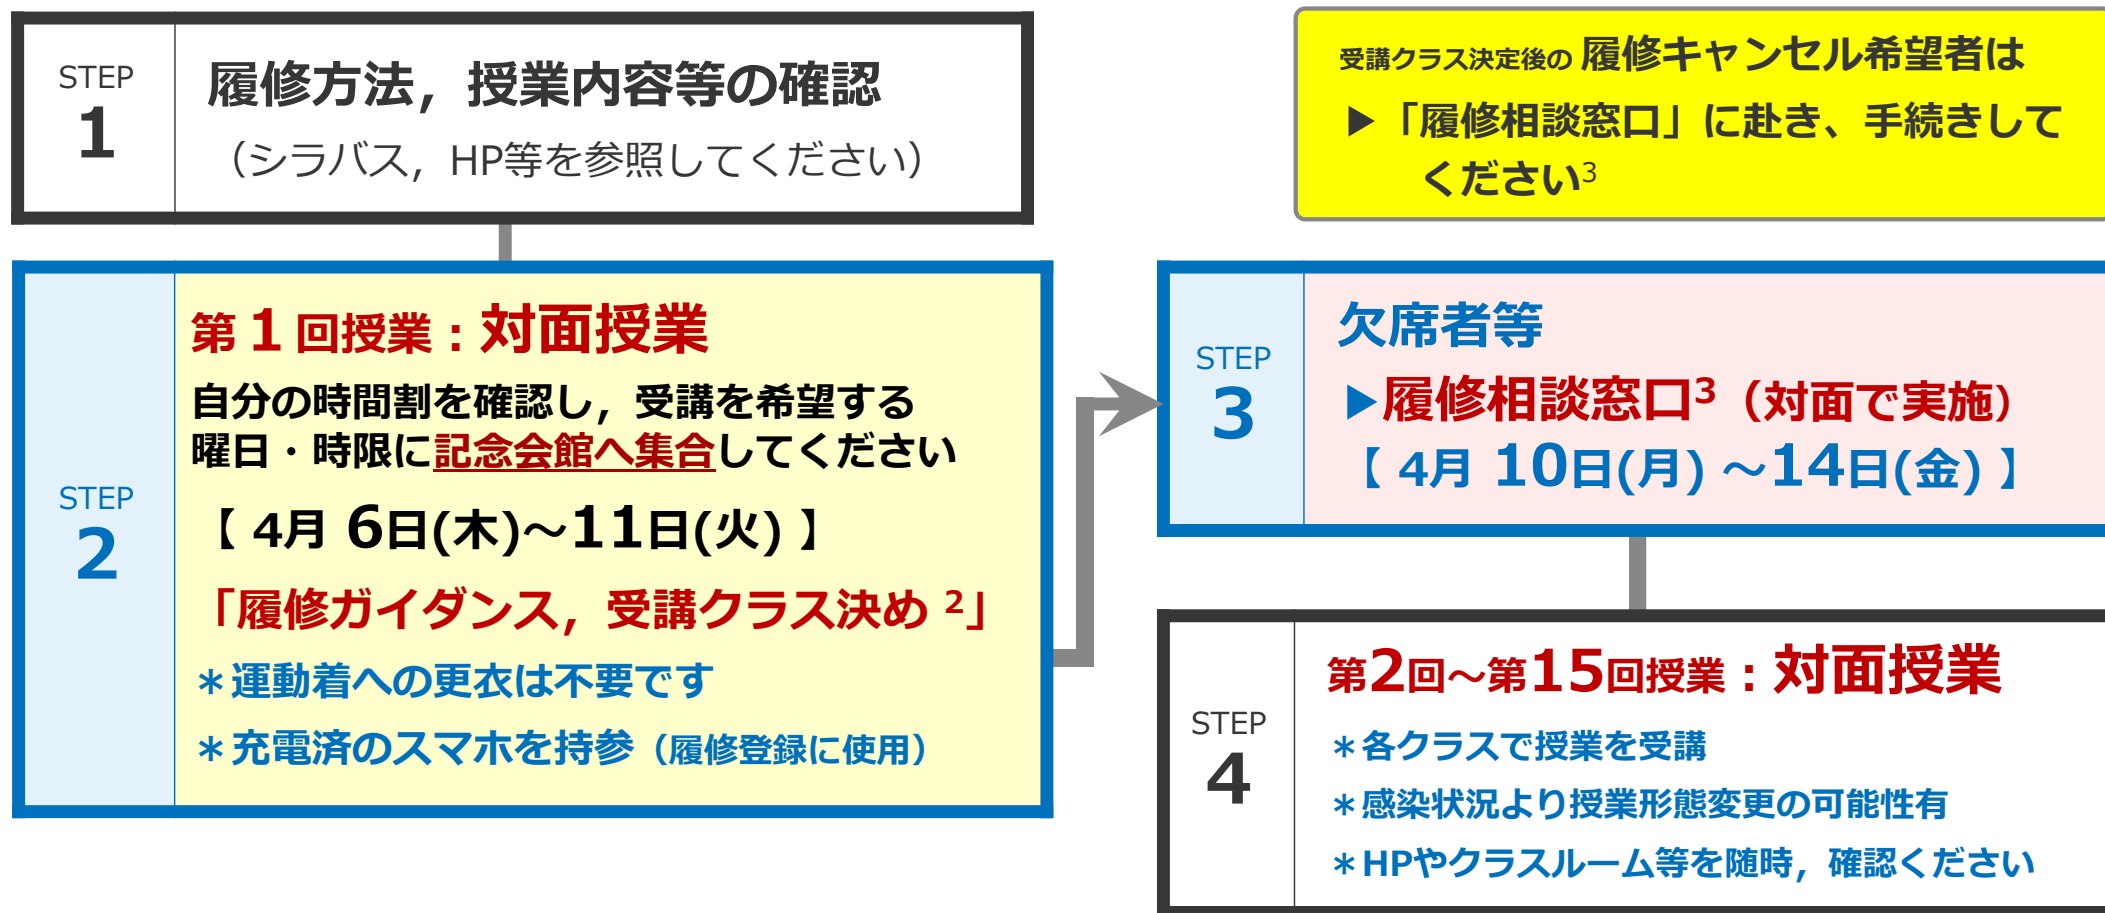 STEP
1
履修方法，授業内容等の確認
（シラバス，HP等を参照してください）
受講クラス決定後の 履修キャンセル希望者は
▶「履修相談窓口」に赴き、手続きして
ください3
STEP
2
第１回授業：対面授業
自分の時間割を確認し，受講を希望する
曜日・時限に記念会館へ集合してください
【 4月 6日(木)～11日(火) 】
「履修ガイダンス，受講クラス決め 2」
＊運動着への更衣は不要です
＊充電済のスマホを持参（履修登録に使用）
STEP
3
欠席者等
▶履修相談窓口3（対面で実施）
【 4月 10日(月) ～14日(金) 】
STEP
4
第2回～第15回授業：対面授業
＊各クラスで授業を受講
＊感染状況より授業形態変更の可能性有
＊HPやクラスルーム等を随時，確認ください